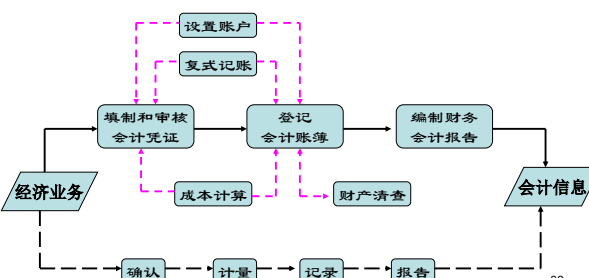 设置账户
复式记账
填制和审核
会计凭证
登记
会计账薄
编制财务
会计报告
经济业务
成本计算
财产清查
会计信息
确认
计量
记录
报告